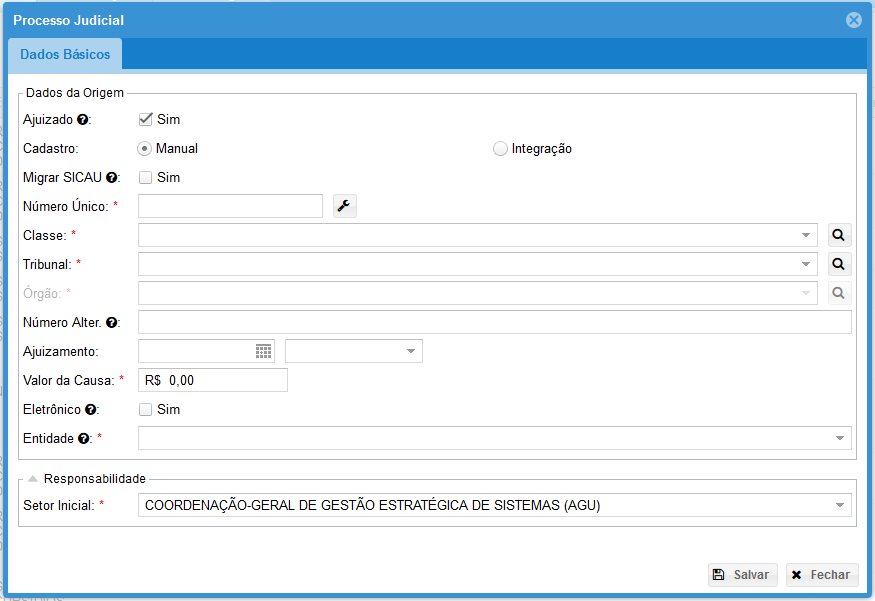 Processo Judicial
Dados Básicos
Dados da Origem
Ajuizado ?: Sim
Cadastro: Manual Integração
Migrar SICAU ?: Sim
Número Único: *
Classe: *
Tribunal: *
Órgão: *
Número Alter. ?:
Ajuizamento:
Valor da Causa: * R$ 0,00
Eletrônico ?: Sim
Entidade ?: *
Responsabilidade
Setor Inicial: * COORDENAÇÃO-GERAL DE GESTÃO ESTRATÉGICA DE SISTEMAS (AGU)
Salvar Fechar